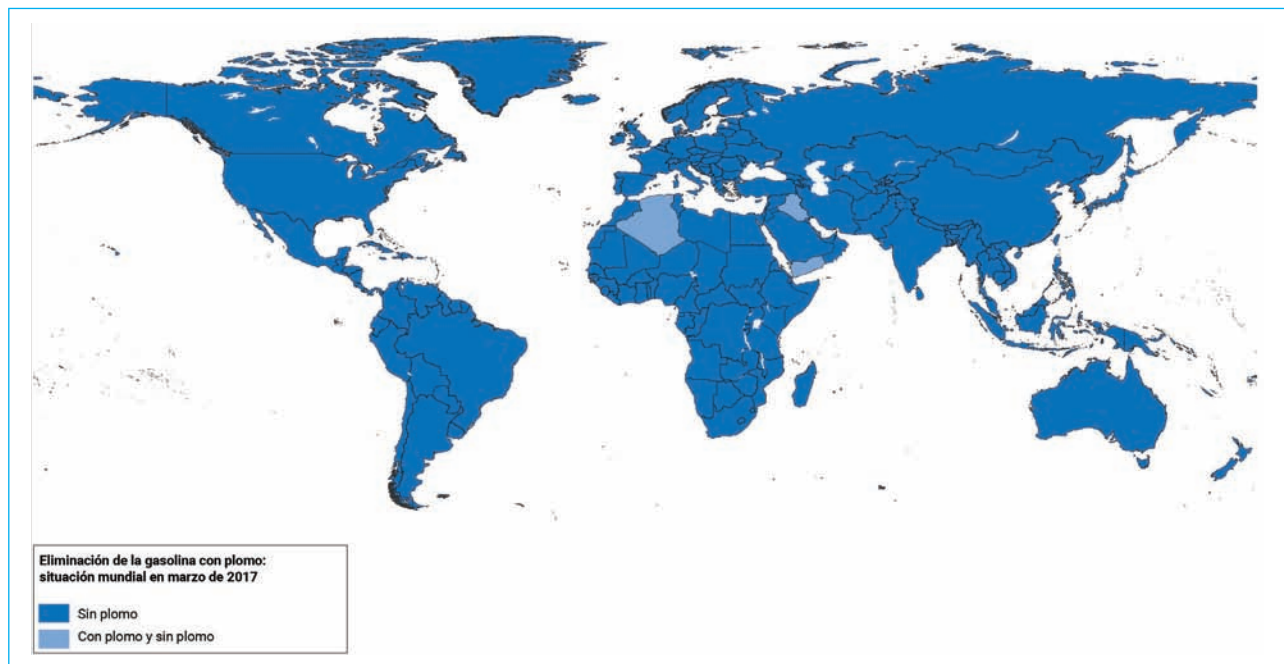 Eliminación de la gasolina con plomo:
situación mundial en marzo de 2017
Sin plomo
Con plomo y sin plomo